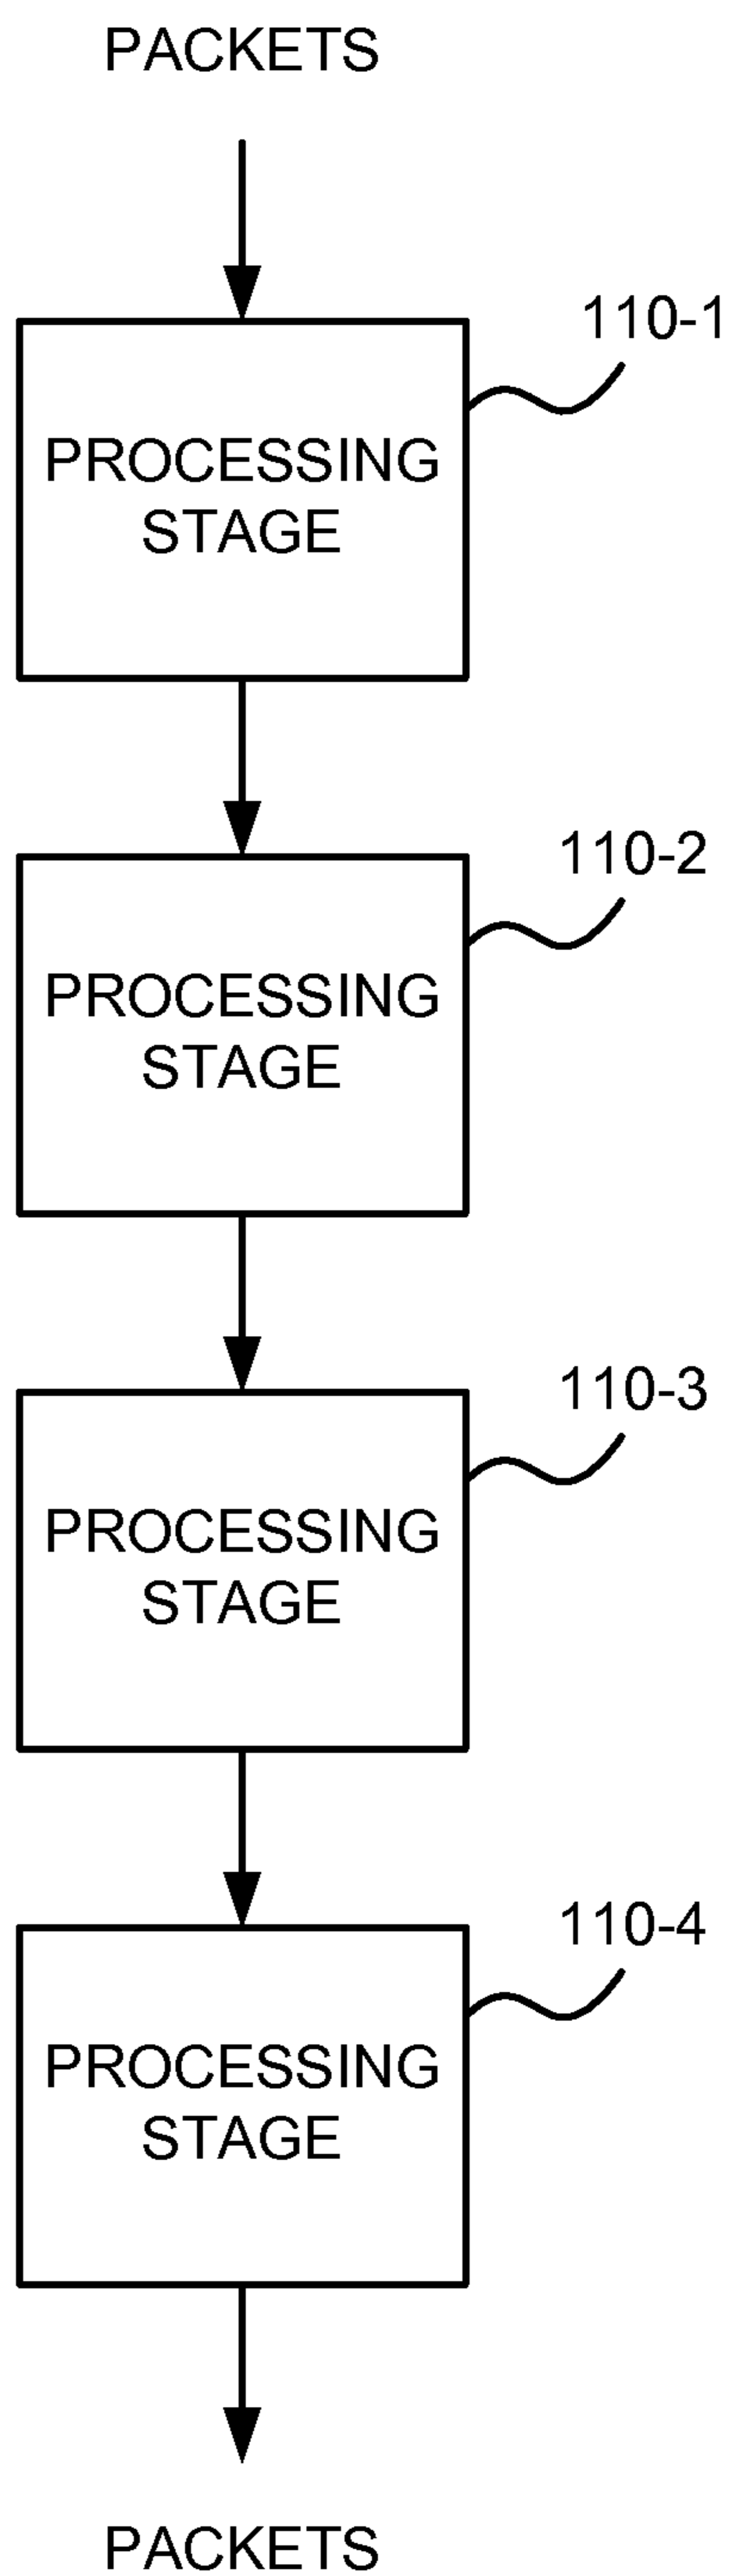 PACKETS
110-1
PROCESSING
STAGE
110-2
PROCESSING
STAGE
110-3
PROCESSING
STAGE
110-4
PROCESSING
STAGE
PACKETS